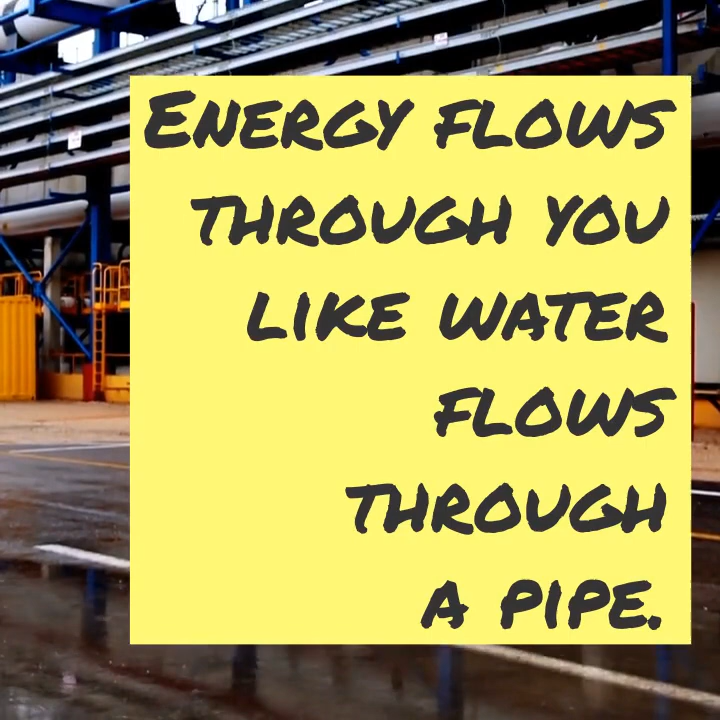 Energy flows
through you
like water
flows
through
a pipe.